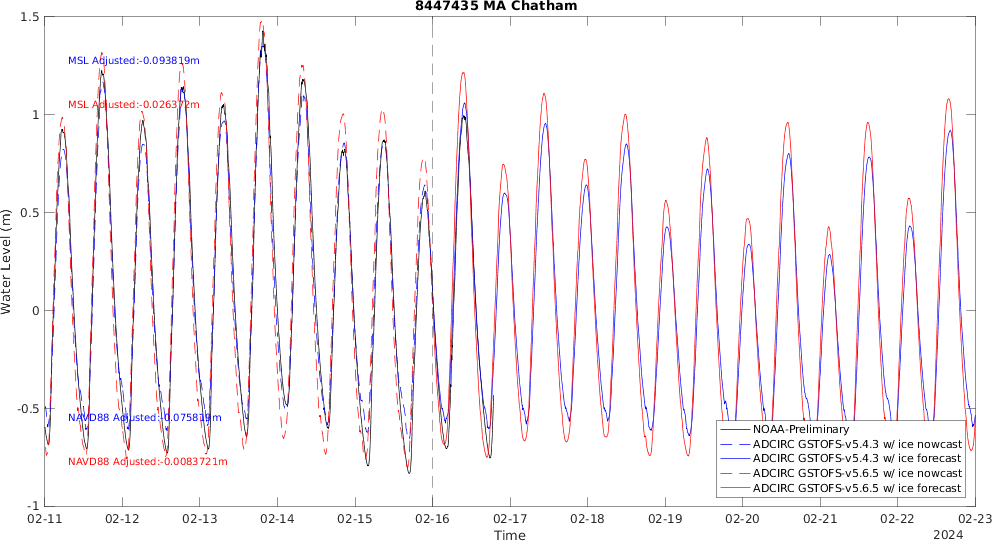 8447435 MA Chatham
1.5
1
0.5
0
-0.5
-1
Water Level (m)
MSL Adjusted:-0.093819m
MSL Adjusted:-0.026372m
NAVD88 Adjusted:-0.075819m
NAVD88 Adjusted:-0.0083721m
NOAA-Preliminary
ADCIRC GSTOFS-v5.4.3 w/ ice nowcast
ADCIRC GSTOFS-v5.4.3 w/ ice forecast
ADCIRC GSTOFS-v5.6.5 w/ ice nowcast
ADCIRC GSTOFS-v5.6.5 w/ ice forecast
02-11 02-12 02-13 02-14 02-15 02-16 02-17 02-18 02-19 02-20 02-21 02-22 02-23
Time
2024